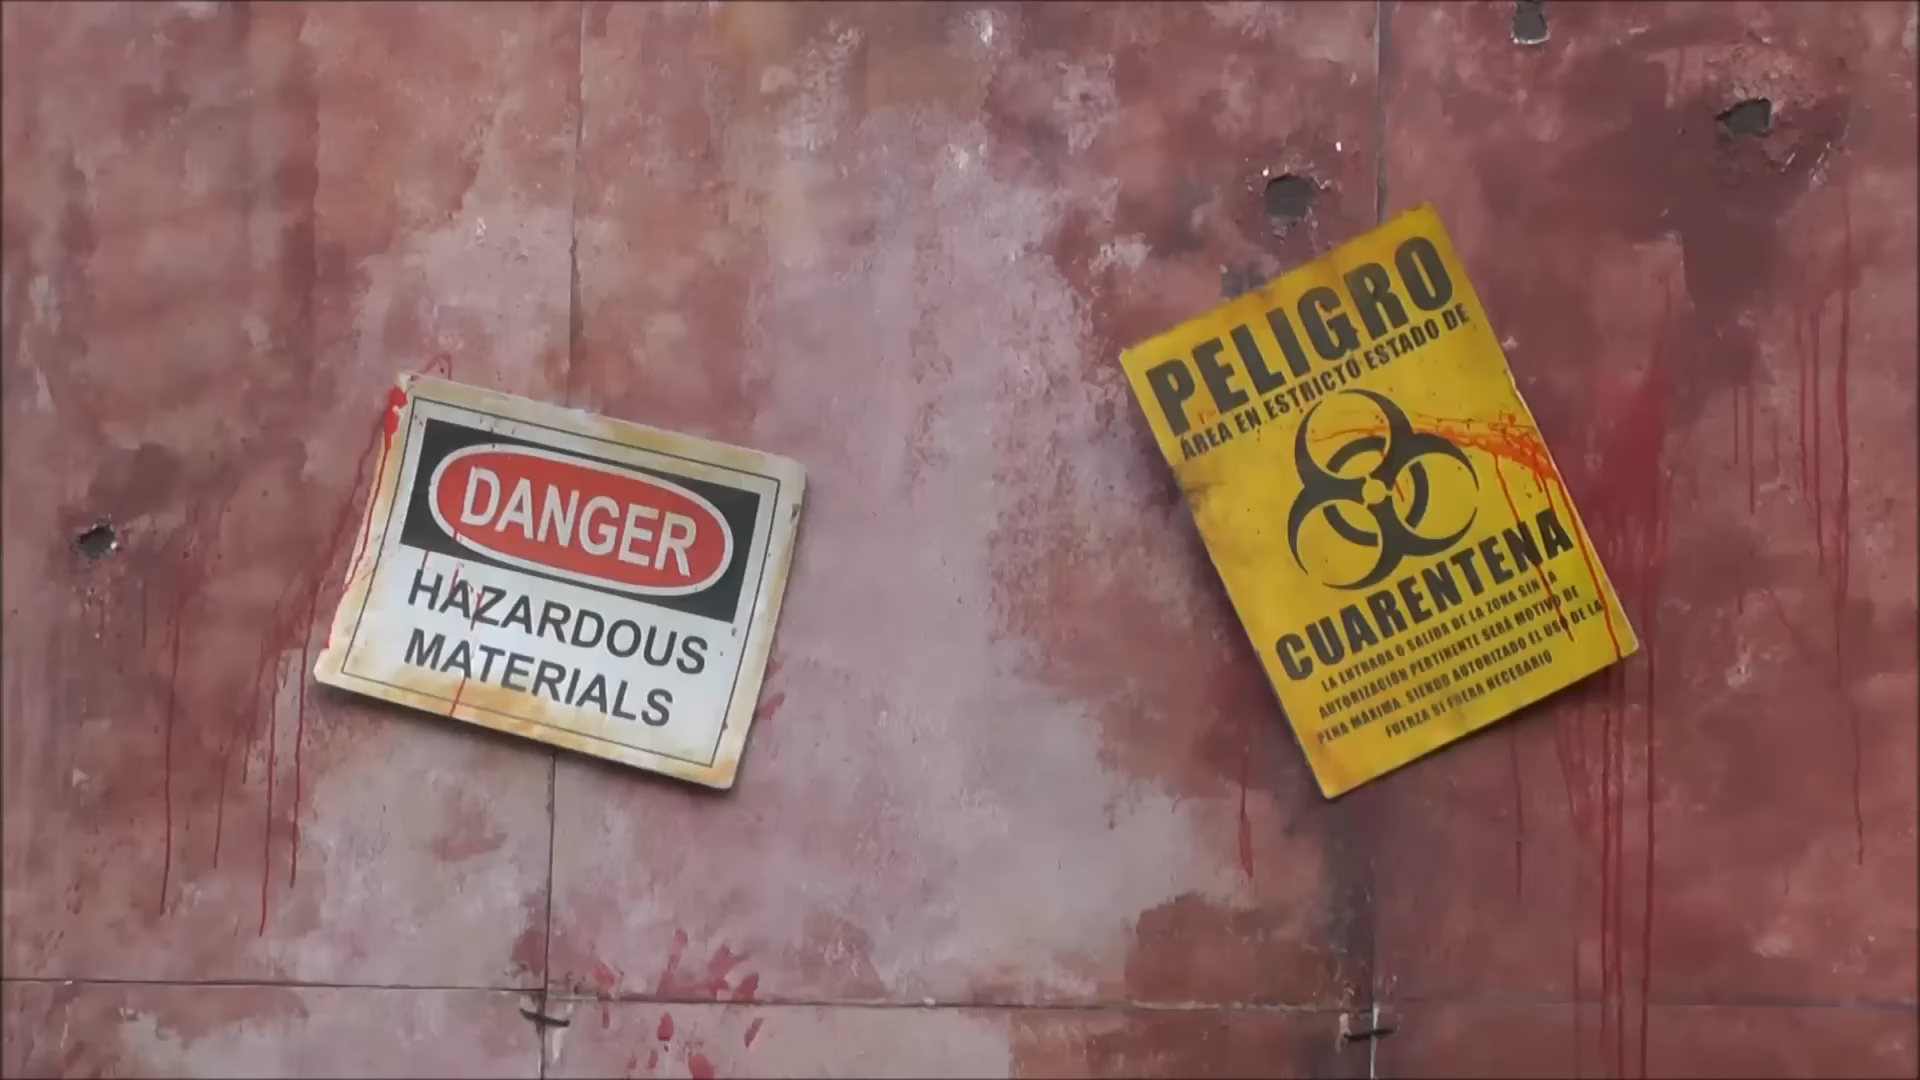 DANGER
HAZARDOUS
MATERIALS
PELIGRO
ÁREA EN ESTRICTO ESTADO DE
CUARENTENA
LA ENTRADA O SALIDA DE LA ZONA SIN LA
AUTORIZACIÓN PERTINENTE SERÁ MOTIVO DE
PENA MÁXIMA. SIENDO AUTORIZADO EL USO DE LA
FUERZA SI FUERA NECESARIO